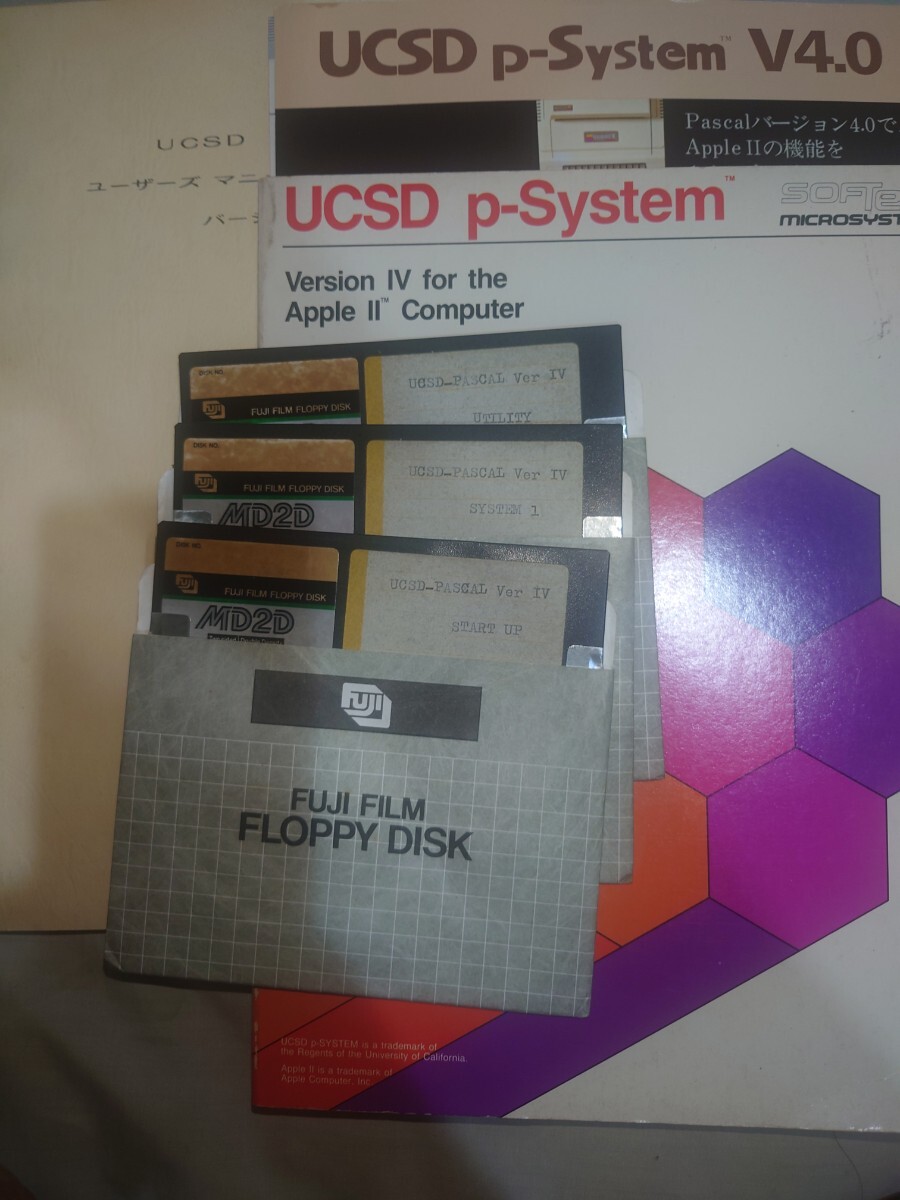 UCSD p-System™ V4.0
Pascalバージョン4.0で
Apple IIの機能を
UCSD
ユーザーズ マニ
バージ
UCSD p-System™
SOFTe
MICROSYST
Version IV for the
Apple II™ Computer
DISK NO.
FUJI
FUJI FILM FLOPPY DISK
UCSD-PASCAL Ver IV
UTILITY
DISK NO.
FUJI
FUJI FILM FLOPPY DISK
MD2D
UCSD-PASCAL Ver IV
SYSTEM 1
DISK NO.
FUJI
FUJI FILM FLOPPY DISK
MD2D
UCSD-PASCAL Ver IV
START UP
FUJI
FUJI FILM
FLOPPY DISK
UCSD p-SYSTEM is a trademark of
the Regents of the University of California.
Apple II is a trademark of
Apple Computer, Inc.